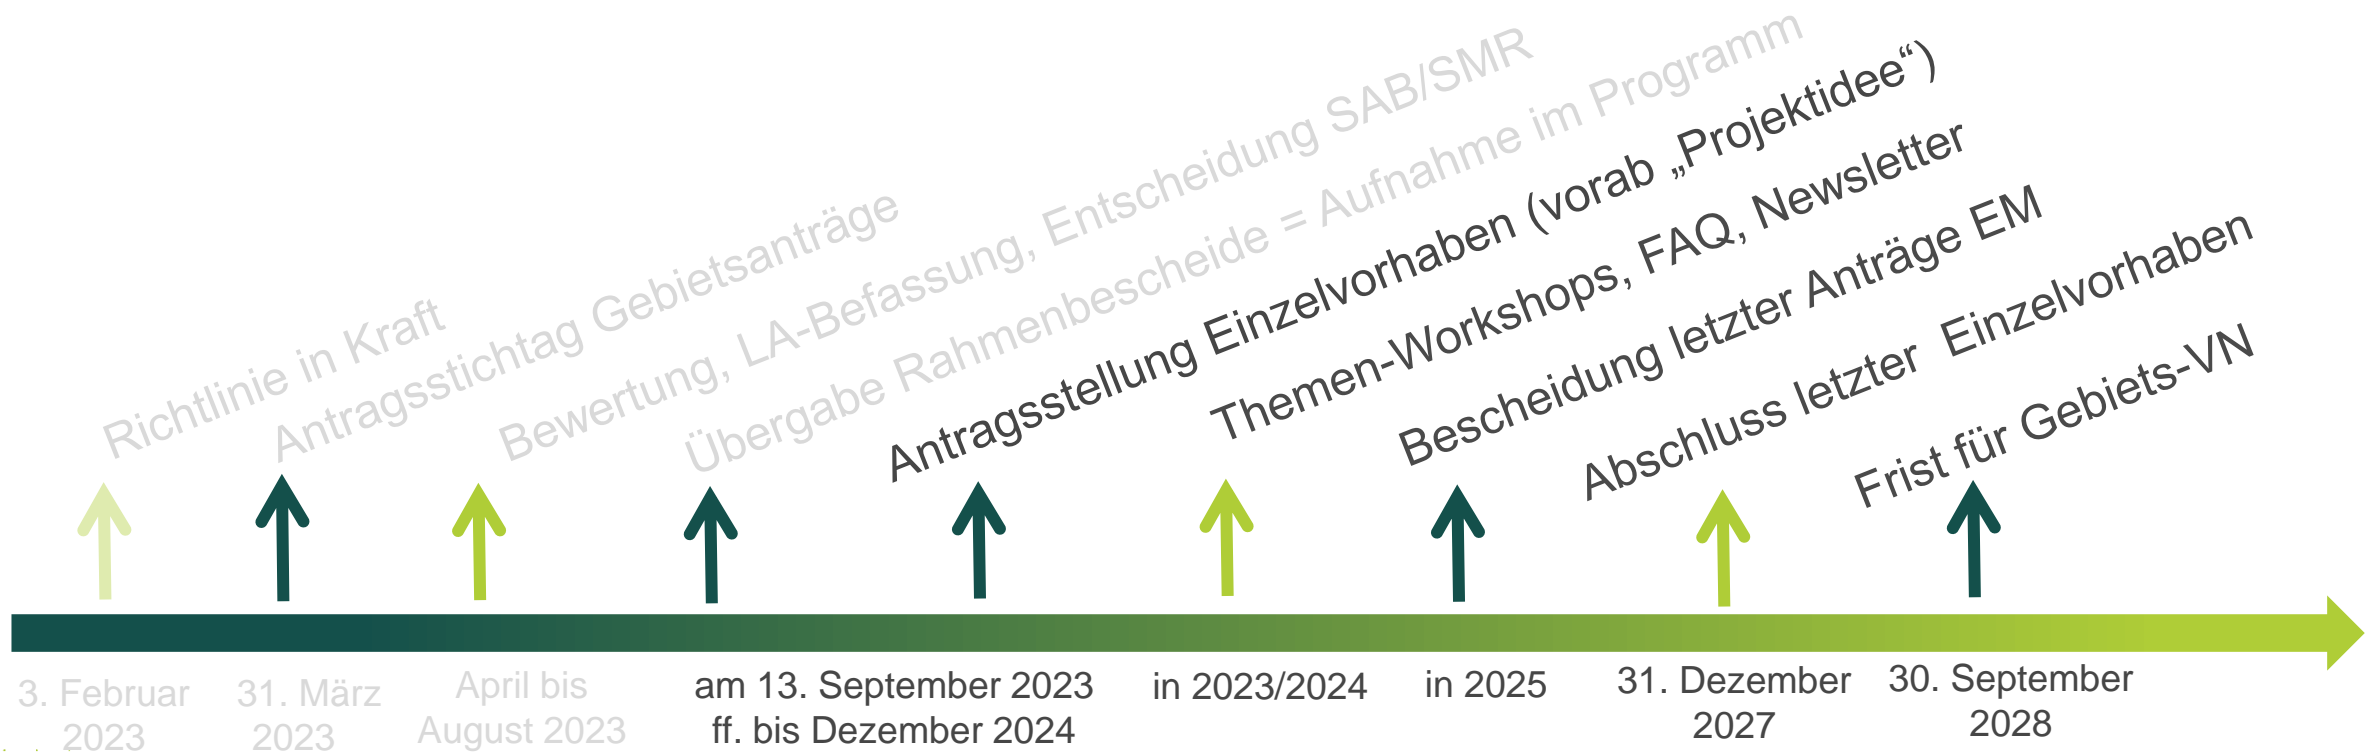 Richtlinie in Kraft
Antragsstichtag Gebietsanträge
Bewertung, LA-Befassung, Entscheidung SAB/SMR
Übergabe Rahmenbescheide = Aufnahme im Programm
Antragsstellung Einzelvorhaben (vorab „Projektidee“)
Themen-Workshops, FAQ, Newsletter
Bescheidung letzter Anträge EM
Abschluss letzter Einzelvorhaben
Frist für Gebiets-VN
3. Februar
2023
31. März
2023
April bis
August 2023
am 13. September 2023
ff. bis Dezember 2024
in 2023/2024
in 2025
31. Dezember
2027
30. September
2028